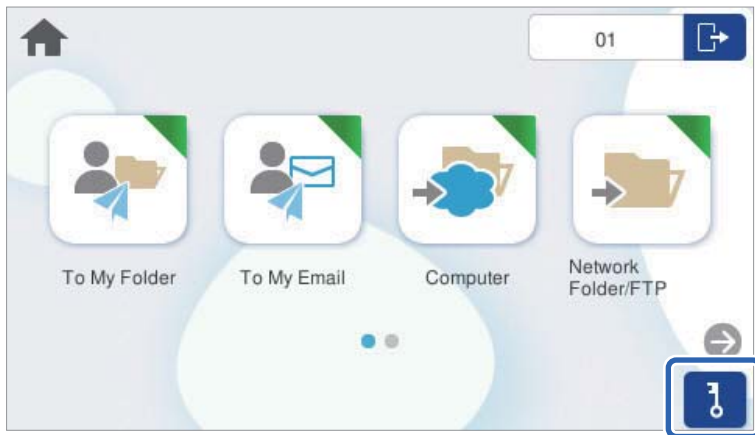 01
To My Folder
To My Email
Computer
Network
Folder/FTP